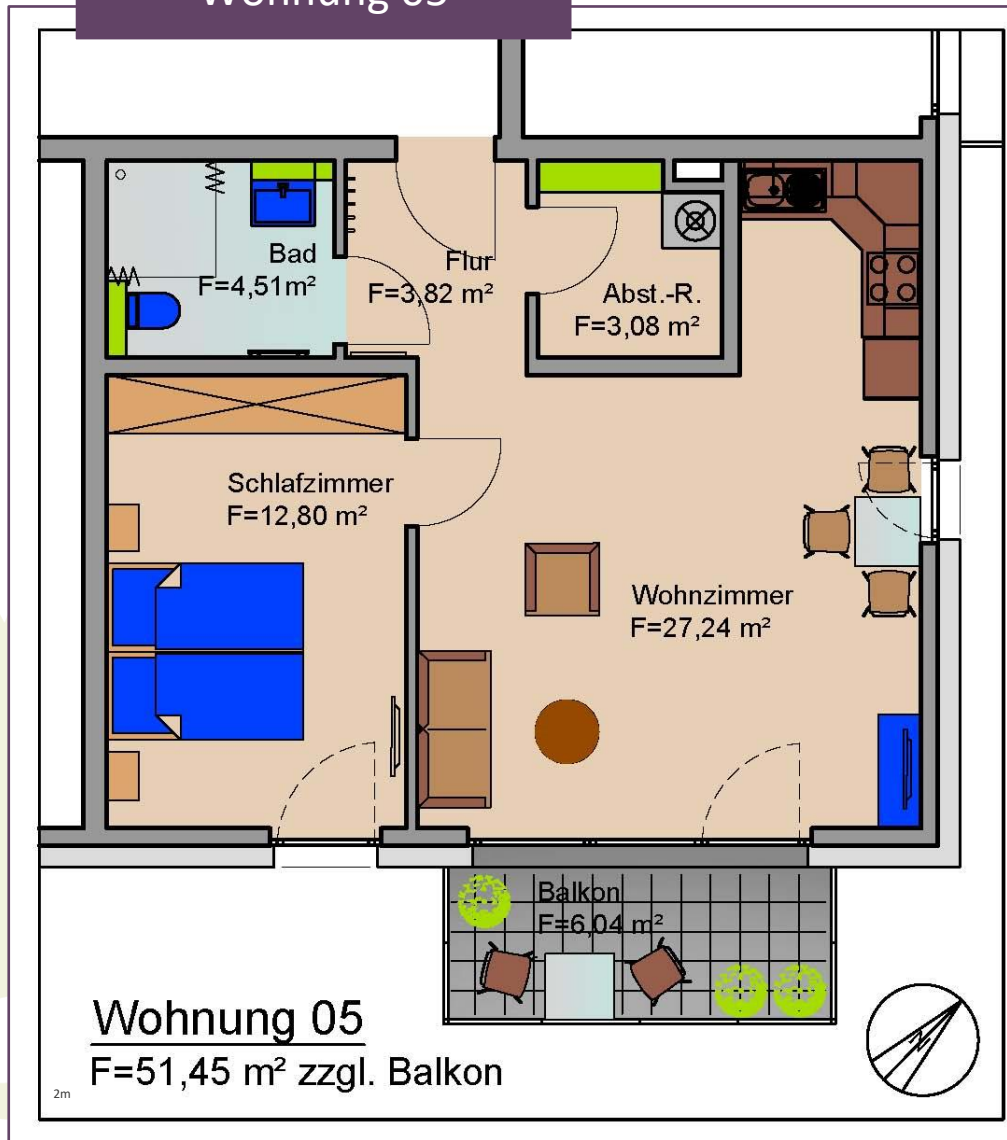 Wohnung 05
Bad
F=4,51m²
Flur
F=3,82 m²
Abst.-R.
F=3,08 m²
Schlafzimmer
F=12,80 m²
Wohnzimmer
F=27,24 m²
Balkon
F=6,04 m²
Wohnung 05
F=51,45 m² zzgl. Balkon
2m
N